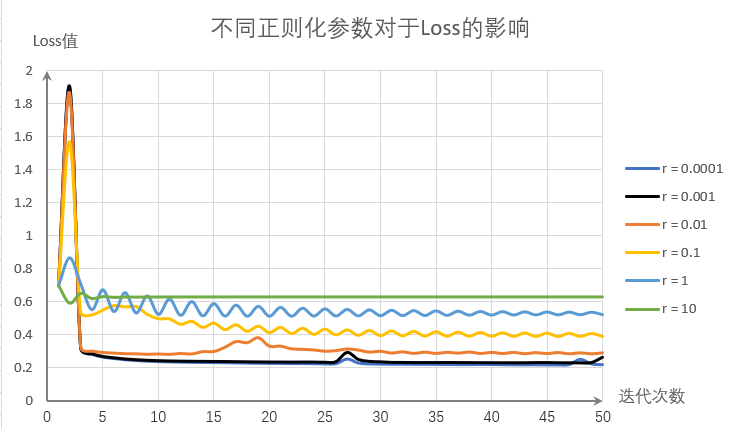 不同正则化参数对于Loss的影响
Loss值
2
1.8
1.6
1.4
1.2
1
0.8
0.6
0.4
0.2
0
0 5 10 15 20 25 30 35 40 45 50
迭代次数
r = 0.0001
r = 0.001
r = 0.01
r = 0.1
r = 1
r = 10